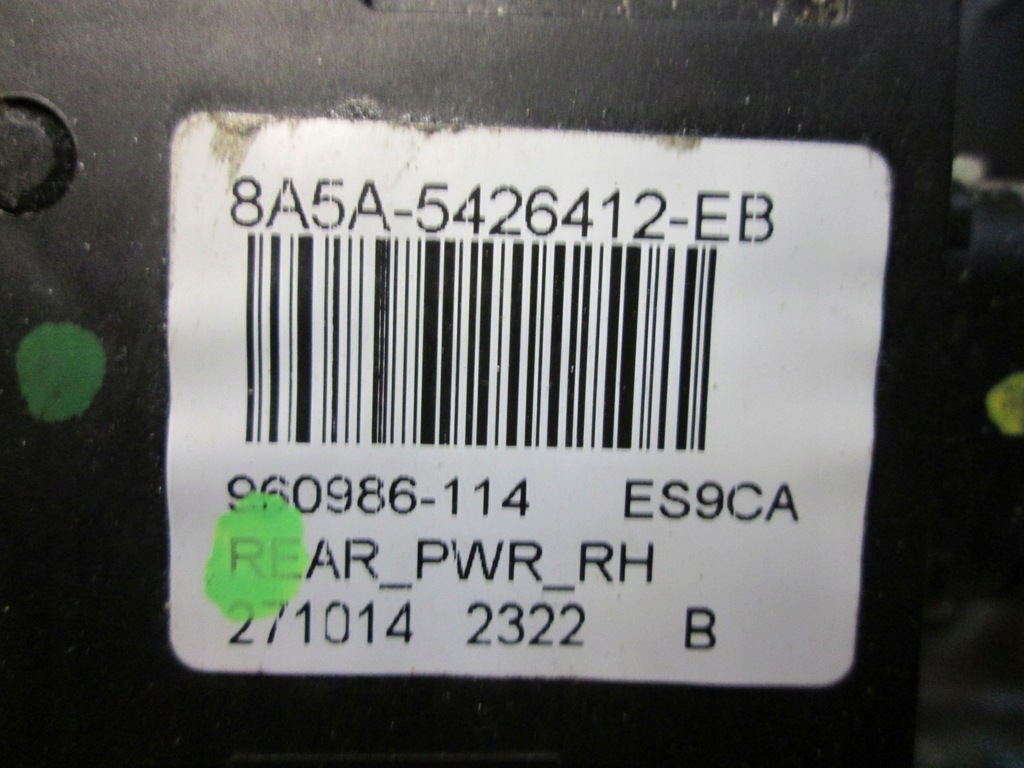 8A5A-5426412-EB
960986-114 ES9CA
REAR_PWR_RH
271014 2322 B